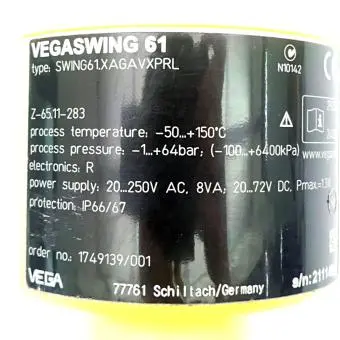 VEGASWING 61
type: SWING61.XAGAVXPRL
N10142
Z-65.11-283
process temperature: -50...+150°C
process pressure: -1...+64bar; (-100...+6400kPa)
electronics: R
power supply: 20...250V AC, 8VA; 20...72V DC, Pmax.=1.3W
protection: IP66/67
order no.: 1749139/001
VEGA
77761 Schiltach/Germany
s/n: